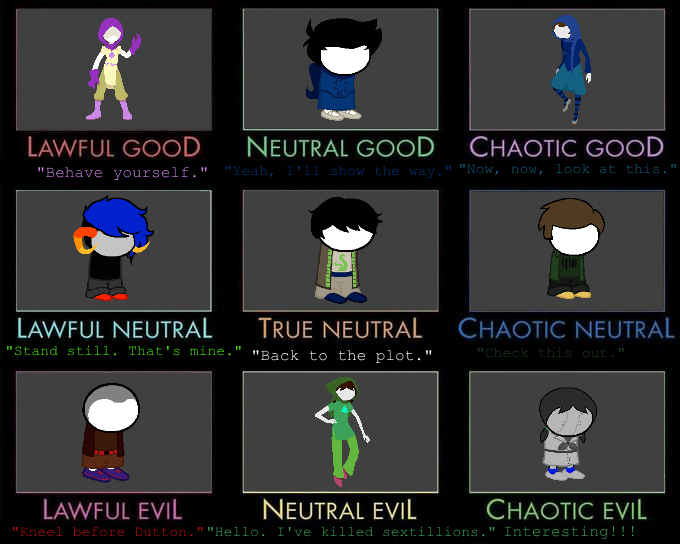 LAWFUL GOOD NEUTRAL GOOD CHAOTIC GOOD
"Behave yourself." "Yeah, I'll show the way." "Now, now, look at this."
LAWFUL NEUTRAL TRUE NEUTRAL CHAOTIC NEUTRAL
"Stand still. That's mine." "Back to the plot." "Check this out."
LAWFUL EVIL NEUTRAL EVIL CHAOTIC EVIL
"Kneel before Dutton." "Hello. I've killed sextillions." Interesting!!!